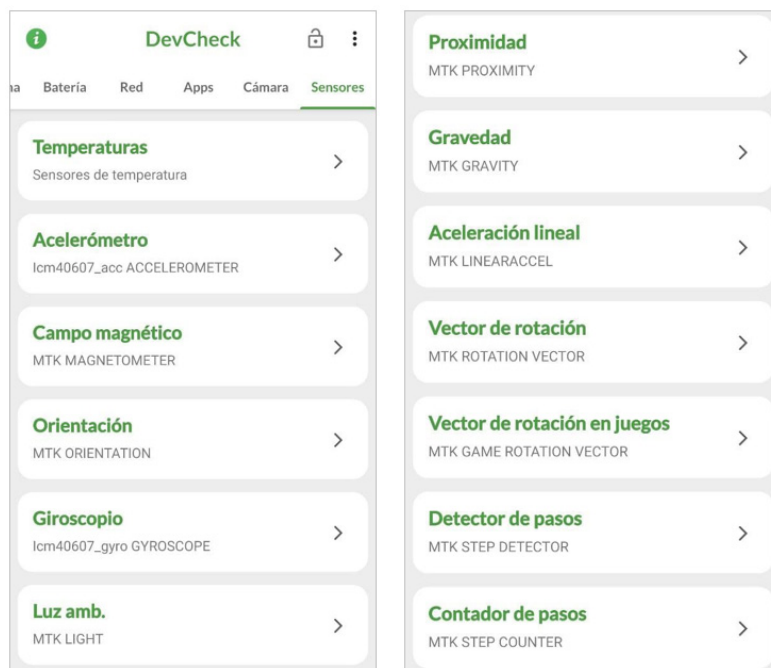 DevCheck
na Batería Red Apps Cámara Sensores
Temperaturas
Sensores de temperatura
Acelerómetro
Icm40607_acc ACCELEROMETER
Campo magnético
MTK MAGNETOMETER
Orientación
MTK ORIENTATION
Giroscopio
Icm40607_gyro GYROSCOPE
Luz amb.
MTK LIGHT
Proximidad
MTK PROXIMITY
Gravedad
MTK GRAVITY
Aceleración lineal
MTK LINEARACCEL
Vector de rotación
MTK ROTATION VECTOR
Vector de rotación en juegos
MTK GAME ROTATION VECTOR
Detector de pasos
MTK STEP DETECTOR
Contador de pasos
MTK STEP COUNTER